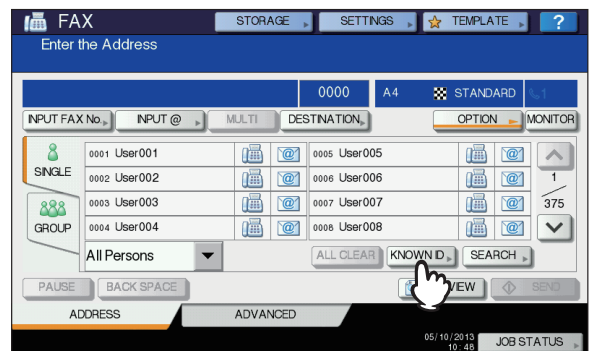 FAX STORAGE SETTINGS TEMPLATE ?
Enter the Address
0000 A4 STANDARD 1
INPUT FAX No. INPUT @ MULTI DESTINATION OPTION MONITOR
SINGLE
0001 User001 @ 0005 User005 @
0002 User002 @ 0006 User006 @
1
0003 User003 @ 0007 User007 @
375
GROUP
0004 User004 @ 0008 User008 @
All Persons ALL CLEAR KNOWN ID SEARCH
PAUSE BACK SPACE SEND
ADDRESS ADVANCED
05/10/2013
10:48
JOB STATUS